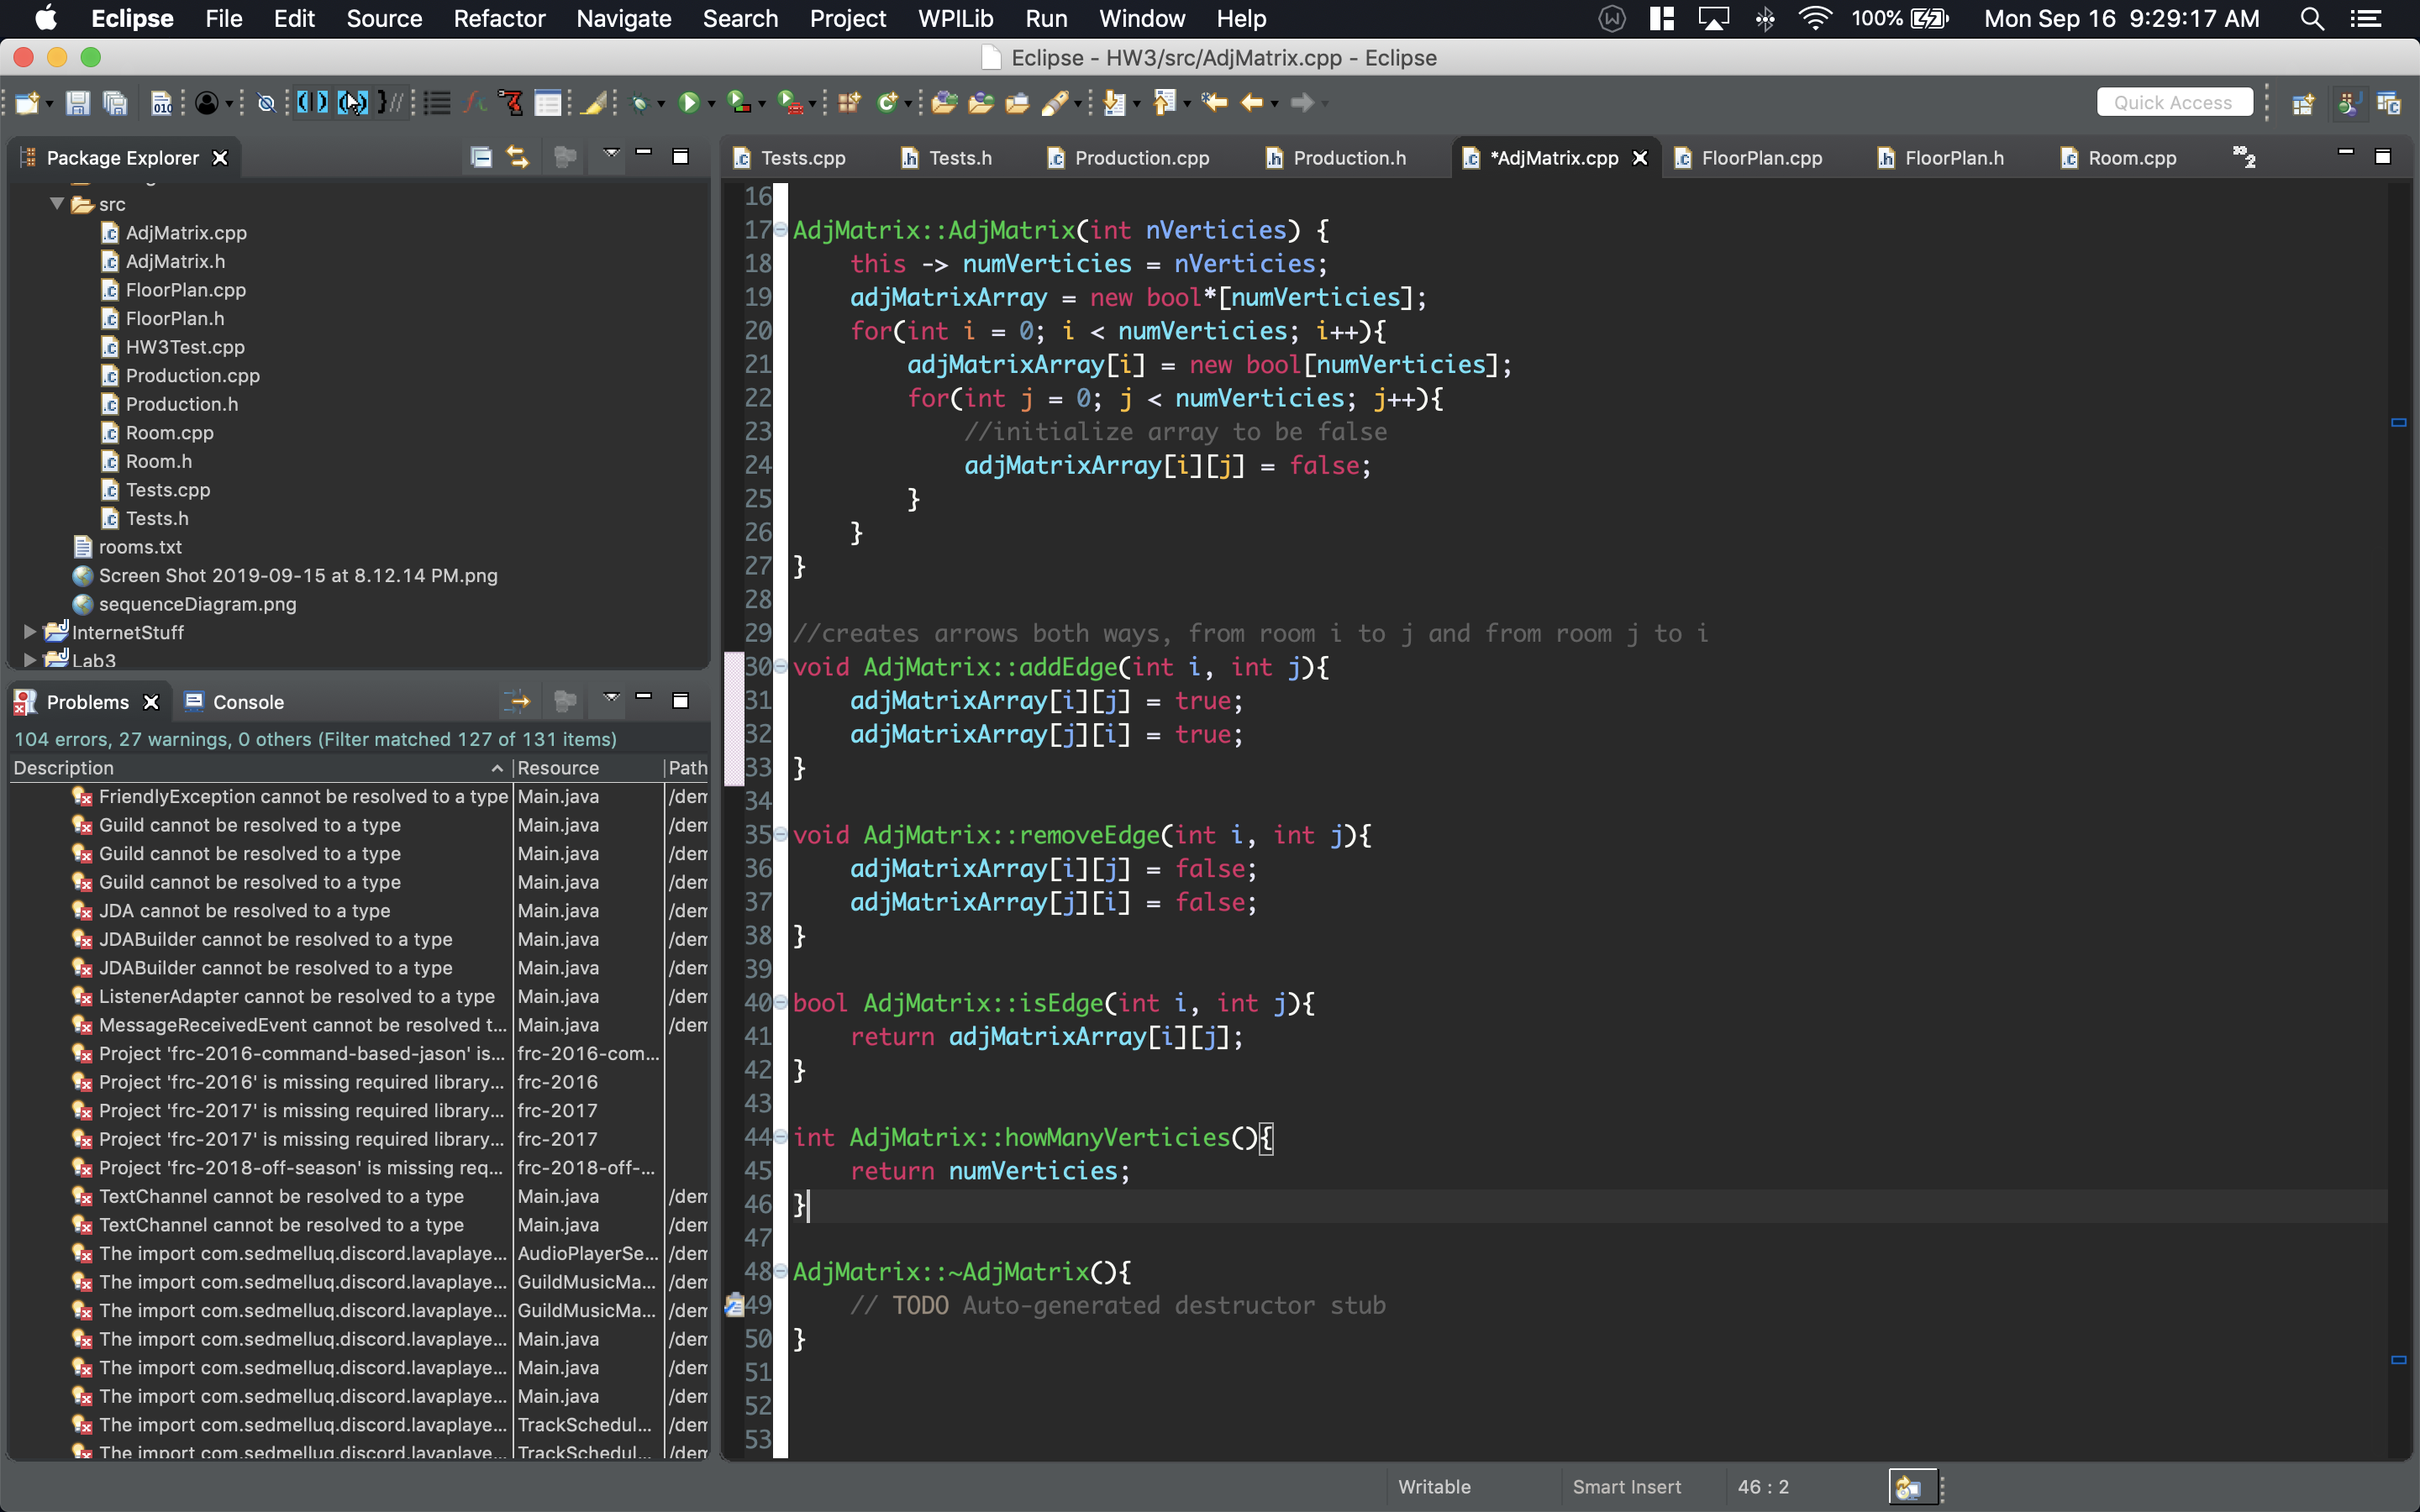 Eclipse File Edit Source Refactor Navigate Search Project WPILib Run Window Help 100% Mon Sep 16 9:29:17 AM
Eclipse - HW3/src/AdjMatrix.cpp - Eclipse
Quick Access
Package Explorer
src
AdjMatrix.cpp
AdjMatrix.h
FloorPlan.cpp
FloorPlan.h
HW3Test.cpp
Production.cpp
Production.h
Room.cpp
Room.h
Tests.cpp
Tests.h
rooms.txt
Screen Shot 2019-09-15 at 8.12.14 PM.png
sequenceDiagram.png
InternetStuff
Lab3
Problems Console
104 errors, 27 warnings, 0 others (Filter matched 127 of 131 items)
Description Resource Path
FriendlyException cannot be resolved to a type Main.java /dem
Guild cannot be resolved to a type Main.java /dem
Guild cannot be resolved to a type Main.java /dem
Guild cannot be resolved to a type Main.java /dem
JDA cannot be resolved to a type Main.java /dem
JDABuilder cannot be resolved to a type Main.java /dem
JDABuilder cannot be resolved to a type Main.java /dem
ListenerAdapter cannot be resolved to a type Main.java /dem
MessageReceivedEvent cannot be resolved t... Main.java /dem
Project 'frc-2016-command-based-jason' is... frc-2016-com...
Project 'frc-2016' is missing required library... frc-2016
Project 'frc-2017' is missing required library... frc-2017
Project 'frc-2017' is missing required library... frc-2017
Project 'frc-2018-off-season' is missing req... frc-2018-off-...
TextChannel cannot be resolved to a type Main.java /dem
TextChannel cannot be resolved to a type Main.java /dem
The import com.sedmelluq.discord.lavaplaye... AudioPlayerSe... /dem
The import com.sedmelluq.discord.lavaplaye... GuildMusicMa... /dem
The import com.sedmelluq.discord.lavaplaye... GuildMusicMa... /dem
The import com.sedmelluq.discord.lavaplaye... Main.java /dem
The import com.sedmelluq.discord.lavaplaye... Main.java /dem
The import com.sedmelluq.discord.lavaplaye... Main.java /dem
The import com.sedmelluq.discord.lavaplaye... TrackSchedul... /dem
The import com.sedmelluq.discord.lavaplaye... TrackSchedul... /dem
Tests.cpp Tests.h Production.cpp Production.h *AdjMatrix.cpp FloorPlan.cpp FloorPlan.h Room.cpp 2
16
17 AdjMatrix::AdjMatrix(int nVerticies) {
18 this -> numVerticies = nVerticies;
19 adjMatrixArray = new bool*[numVerticies];
20 for(int i = 0; i < numVerticies; i++){
21 adjMatrixArray[i] = new bool[numVerticies];
22 for(int j = 0; j < numVerticies; j++){
23 //initialize array to be false
24 adjMatrixArray[i][j] = false;
25 }
26 }
27 }
28
29 //creates arrows both ways, from room i to j and from room j to i
30 void AdjMatrix::addEdge(int i, int j){
31 adjMatrixArray[i][j] = true;
32 adjMatrixArray[j][i] = true;
33 }
34
35 void AdjMatrix::removeEdge(int i, int j){
36 adjMatrixArray[i][j] = false;
37 adjMatrixArray[j][i] = false;
38 }
39
40 bool AdjMatrix::isEdge(int i, int j){
41 return adjMatrixArray[i][j];
42 }
43
44 int AdjMatrix::howManyVerticies(){
45 return numVerticies;
46 }
47
48 AdjMatrix::~AdjMatrix(){
49 // TODO Auto-generated destructor stub
50 }
51
52
53
Writable Smart Insert 46 : 2